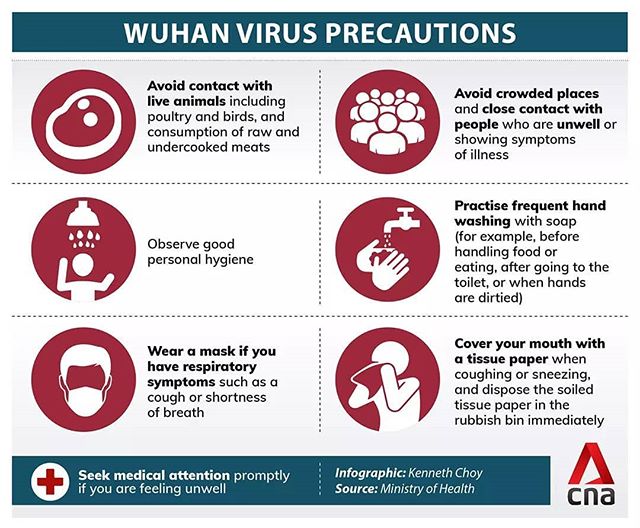 WUHAN VIRUS PRECAUTIONS
Avoid contact with
live animals including
poultry and birds, and
consumption of raw and
undercooked meats
Avoid crowded places
and close contact with
people who are unwell or
showing symptoms
of illness
Observe good
personal hygiene
Practise frequent hand
washing with soap
(for example, before
handling food or
eating, after going to the
toilet, or when hands
are dirtied)
Wear a mask if you
have respiratory
symptoms such as a
cough or shortness
of breath
Cover your mouth with
a tissue paper when
coughing or sneezing,
and dispose the soiled
tissue paper in the
rubbish bin immediately
Seek medical attention promptly
if you are feeling unwell
Infographic: Kenneth Choy
Source: Ministry of Health
cna